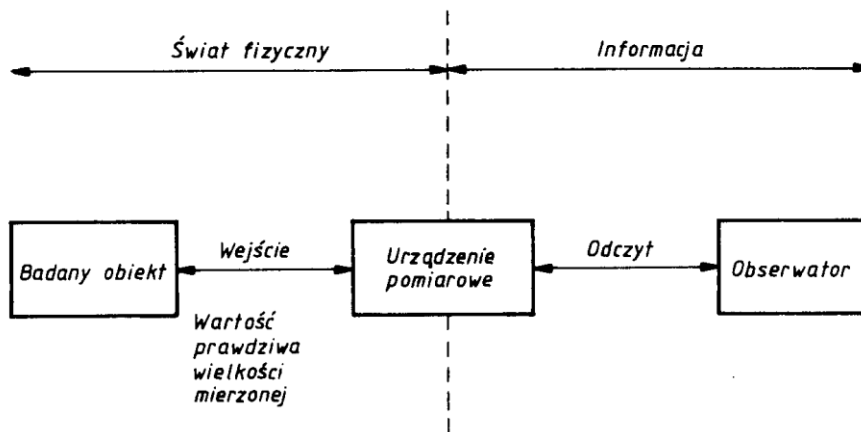 Świat fizyczny
Informacja
Badany obiekt
Wejście
Urządzenie
pomiarowe
Odczyt
Obserwator
Wartość
prawdziwa
wielkości
mierzonej